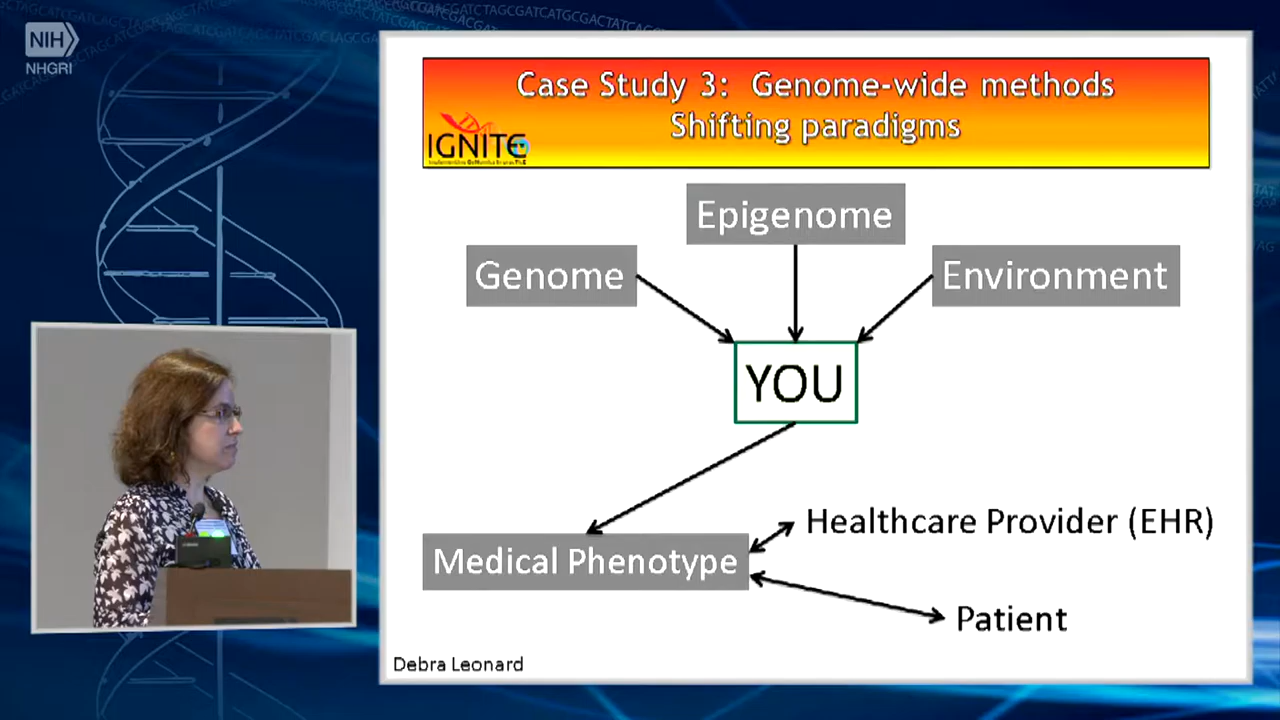 NIH
NHGRI
Case Study 3: Genome-wide methods
Shifting paradigms
IGNITE
Epigenome
Genome
Environment
YOU
Medical Phenotype
Healthcare Provider (EHR)
Patient
Debra Leonard